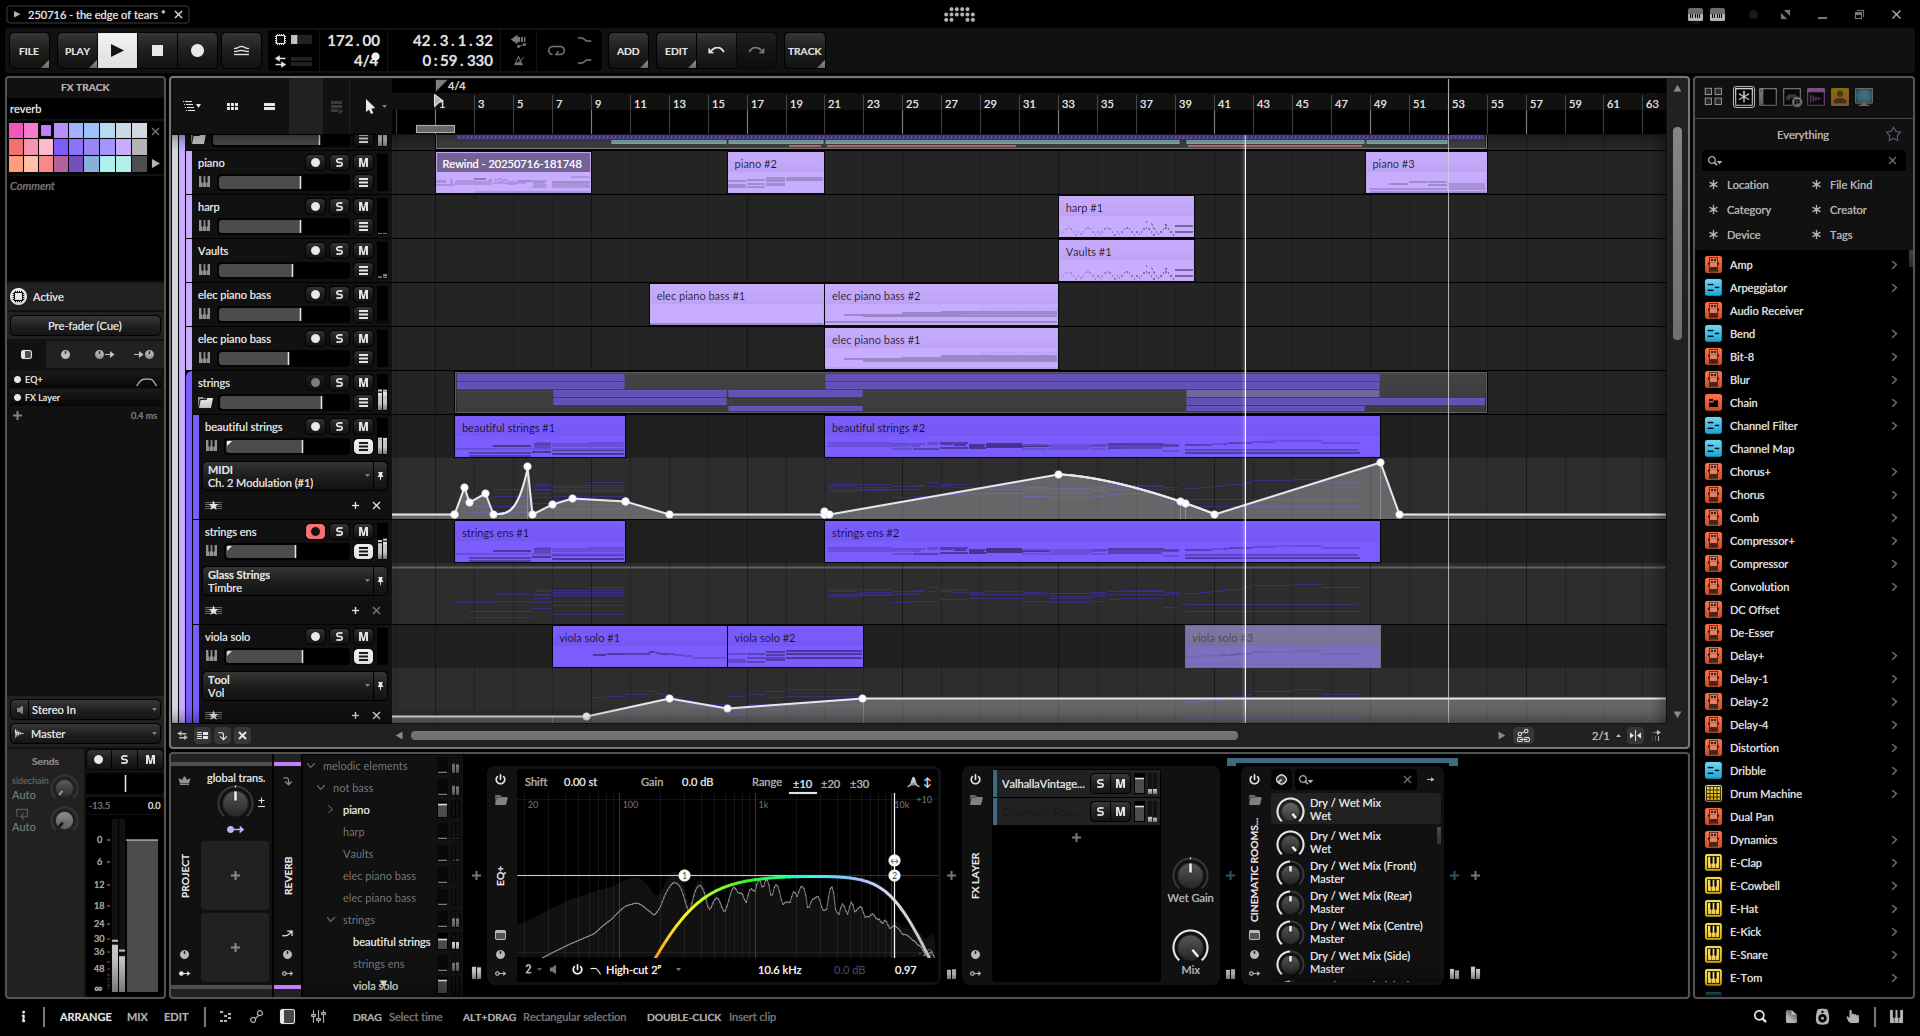 250716 - the edge of tears *
FILE
PLAY
172.00
4/4
42.3.1.32
0:59.330
ADD
EDIT
TRACK
FX TRACK
reverb
Comment
Active
Pre-fader (Cue)
EQ+
FX Layer
0.4 ms
Stereo In
Master
Sends
S
M
sidechain
Auto
Auto
-13.5
0.0
0
6
12
18
24
30
36
48
∞
4/4
1 3 5 7 9 11 13 15 17 19 21 23 25 27 29 31 33 35 37 39 41 43 45 47 49 51 53 55 57 59 61 63
piano S M
Rewind - 20250716-181748
piano #2
piano #3
harp S M
harp #1
Vaults S M
Vaults #1
elec piano bass S M
elec piano bass #1
elec piano bass #2
elec piano bass S M
elec piano bass #1
strings S M
beautiful strings S M
beautiful strings #1
beautiful strings #2
MIDI
Ch. 2 Modulation (#1)
strings ens S M
strings ens #1
strings ens #2
Glass Strings
Timbre
viola solo S M
viola solo #1
viola solo #2
viola solo #3
Tool
Vol
2/1
PROJECT
global trans.
REVERB
melodic elements
not bass
piano
harp
Vaults
elec piano bass
elec piano bass
strings
beautiful strings
strings ens
viola solo
EQ+
Shift 0.00 st Gain 0.0 dB Range ±10 ±20 ±30
20 100 1k 10k +10
1
2
2 High-cut 2P 10.6 kHz 0.0 dB 0.97
FX LAYER
ValhallaVintage... S M
S M
Wet Gain
Mix
CINEMATIC ROOMS...
Dry / Wet Mix
Wet
Dry / Wet Mix
Wet
Dry / Wet Mix (Front)
Master
Dry / Wet Mix (Rear)
Master
Dry / Wet Mix (Centre)
Master
Dry / Wet Mix (Side)
Master
Everything
Location
File Kind
Category
Creator
Device
Tags
Amp
Arpeggiator
Audio Receiver
Bend
Bit-8
Blur
Chain
Channel Filter
Channel Map
Chorus+
Chorus
Comb
Compressor+
Compressor
Convolution
DC Offset
De-Esser
Delay+
Delay-1
Delay-2
Delay-4
Distortion
Dribble
Drum Machine
Dual Pan
Dynamics
E-Clap
E-Cowbell
E-Hat
E-Kick
E-Snare
E-Tom
ARRANGE MIX EDIT
DRAG Select time ALT+DRAG Rectangular selection DOUBLE-CLICK Insert clip